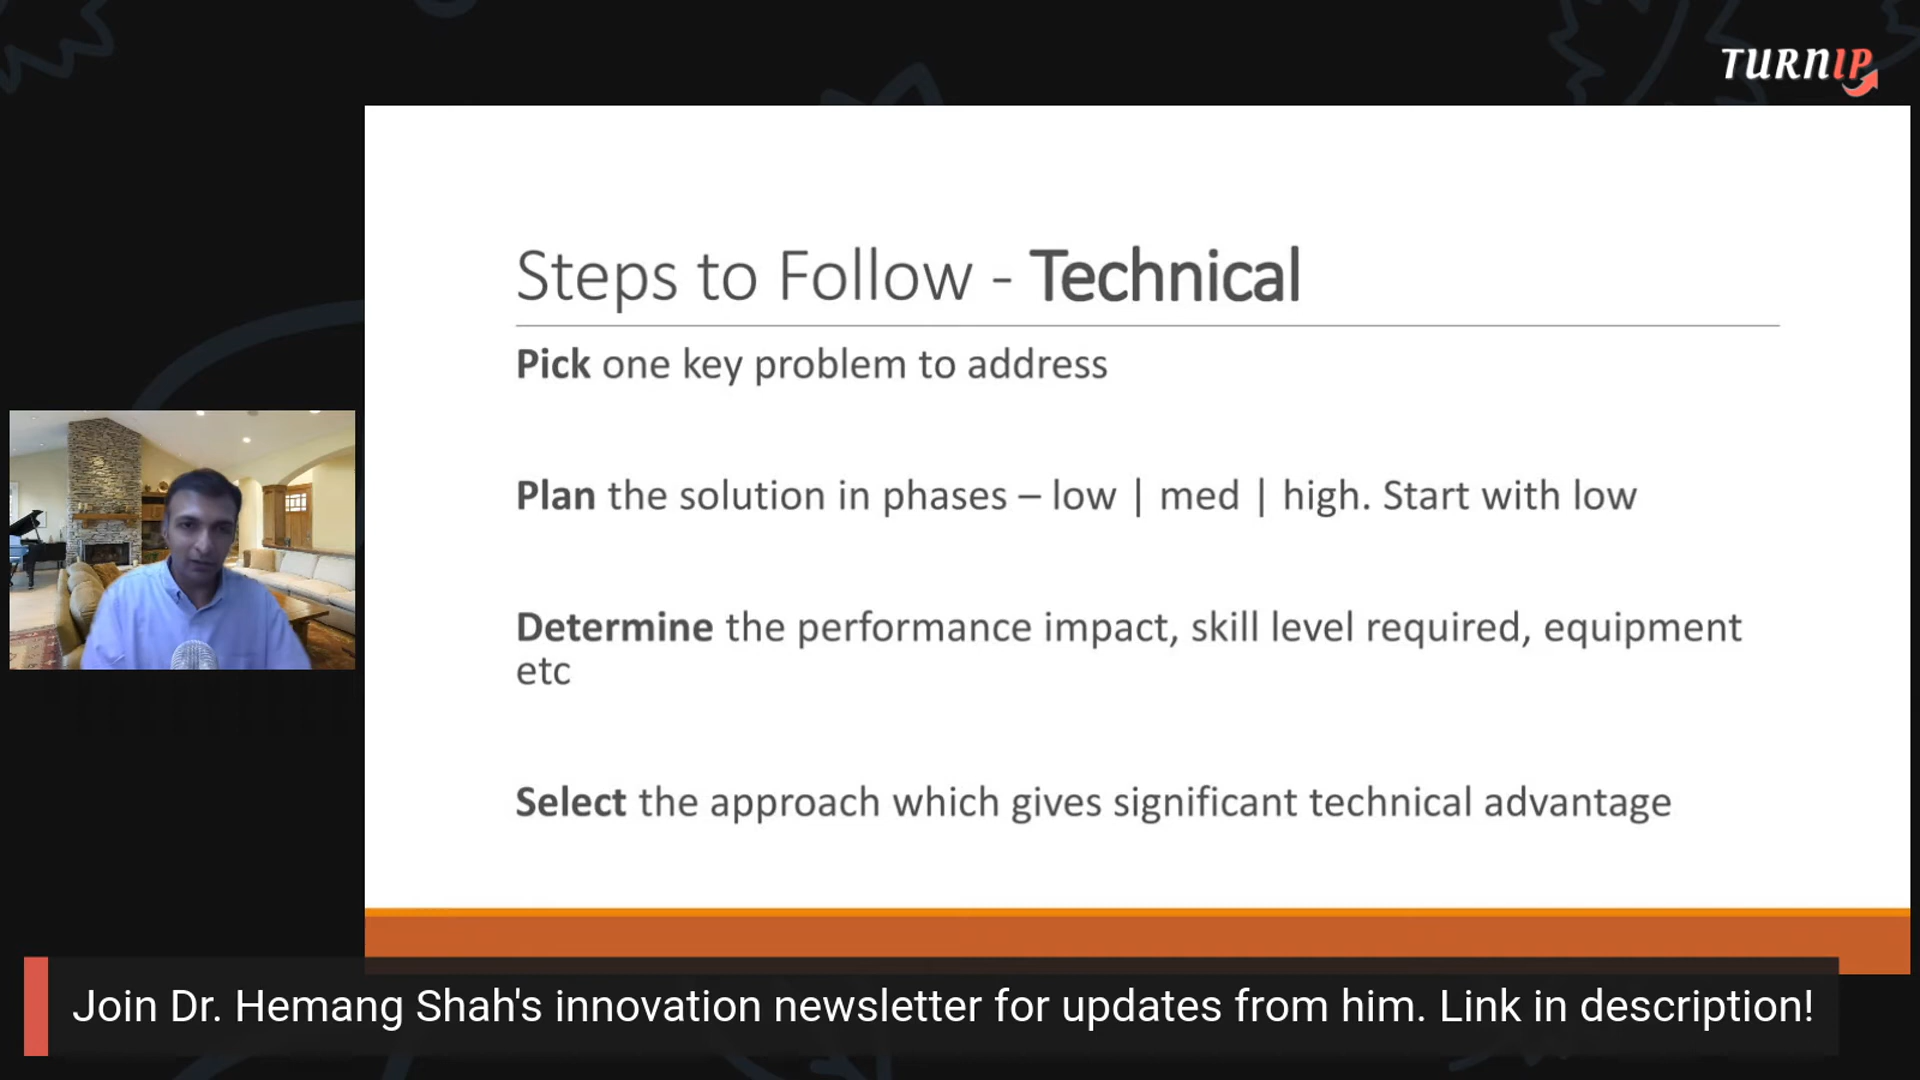 TURNIP
Steps to Follow - Technical
Pick one key problem to address
Plan the solution in phases – low | med | high. Start with low
Determine the performance impact, skill level required, equipment
etc
Select the approach which gives significant technical advantage
Join Dr. Hemang Shah's innovation newsletter for updates from him. Link in description!